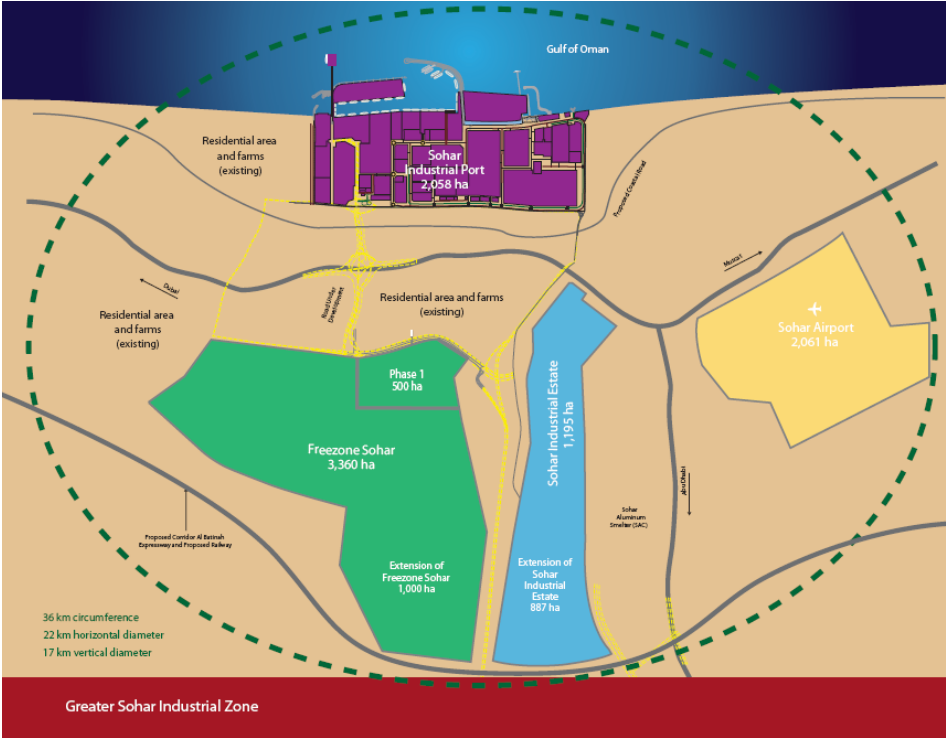 Gulf of Oman
Residential area
and farms
(existing)
Sohar
Industrial Port
2,058 ha
Proposed Coastal Road
Muscat
Dubai
Road Under
Development
Residential area and farms
(existing)
Residential area
and farms
(existing)
Sohar Airport
2,061 ha
Phase 1
500 ha
Sohar Industrial Estate
1,195 ha
Freezone Sohar
3,360 ha
Abu Dhabi
Sohar
Aluminum
Smelter (SAC)
Proposed Corridor Al Batinah
Expressway and Proposed Railway
Extension of
Freezone Sohar
1,000 ha
Extension of
Sohar
Industrial
Estate
887 ha
36 km circumference
22 km horizontal diameter
17 km vertical diameter
Greater Sohar Industrial Zone